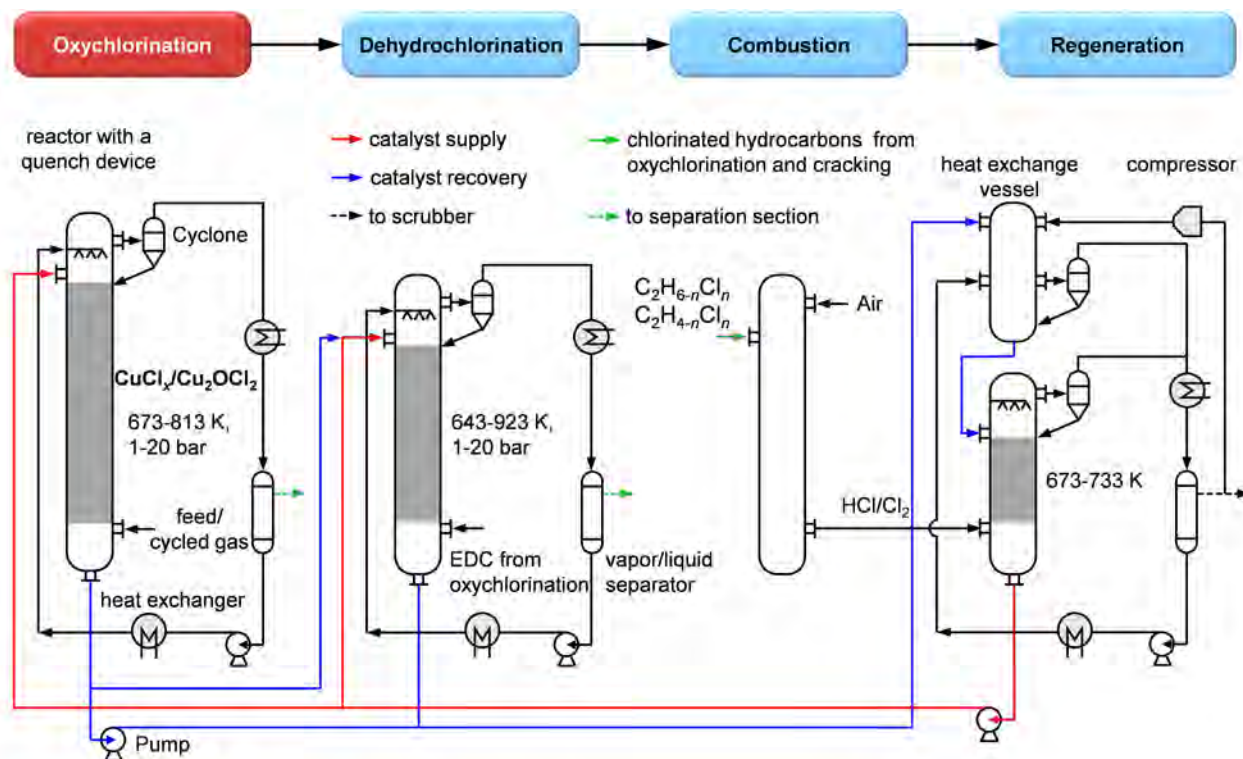 Oxychlorination
Dehydrochlorination
Combustion
Regeneration
reactor with a
quench device
catalyst supply
catalyst recovery
to scrubber
chlorinated hydrocarbons from
oxychlorination and cracking
to separation section
heat exchange
vessel
compressor
Cyclone
C₂H₆₋ₙClₙ
C₂H₄₋ₙClₙ
Air
CuClₓ/Cu₂OCl₂
673-813 K,
1-20 bar
643-923 K,
1-20 bar
673-733 K
HCl/Cl₂
feed/
cycled gas
EDC from
oxychlorination
vapor/liquid
separator
heat exchanger
Pump